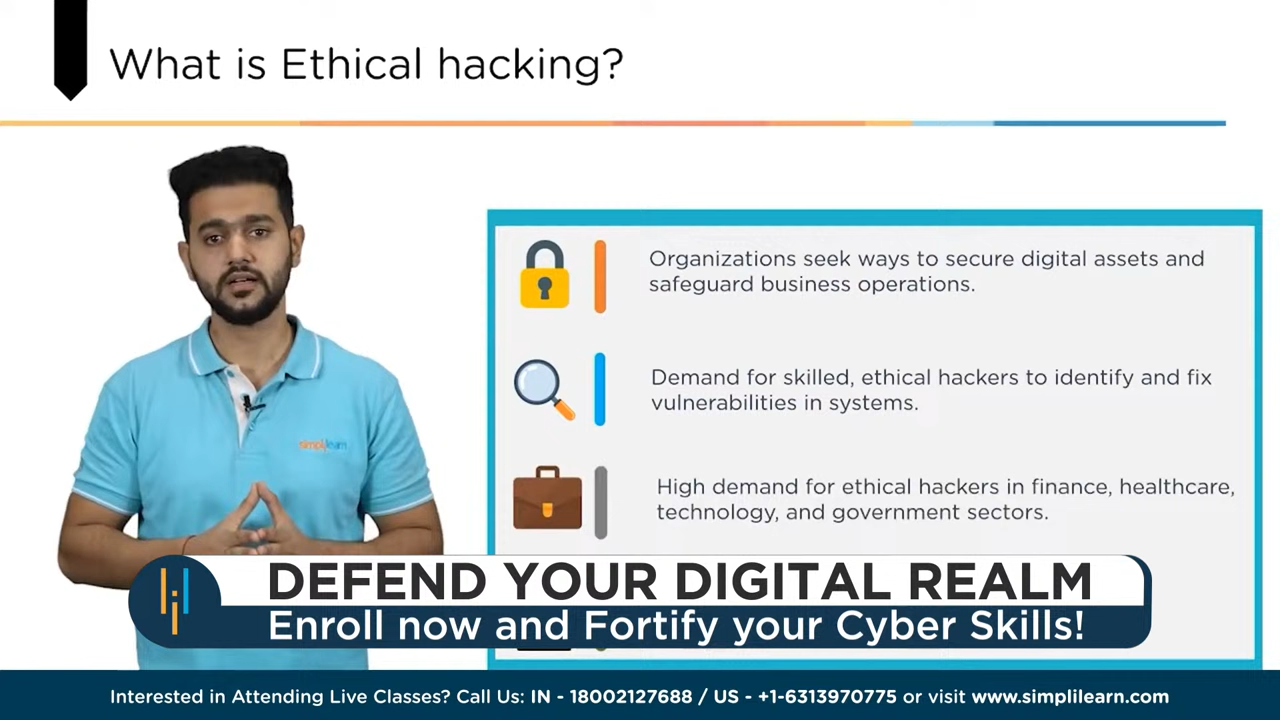 What is Ethical hacking?
Organizations seek ways to secure digital assets and
safeguard business operations.
Demand for skilled, ethical hackers to identify and fix
vulnerabilities in systems.
High demand for ethical hackers in finance, healthcare,
technology, and government sectors.
simplilearn
DEFEND YOUR DIGITAL REALM
Enroll now and Fortify your Cyber Skills!
Interested in Attending Live Classes? Call Us: IN - 18002127688 / US - +1-6313970775 or visit www.simplilearn.com